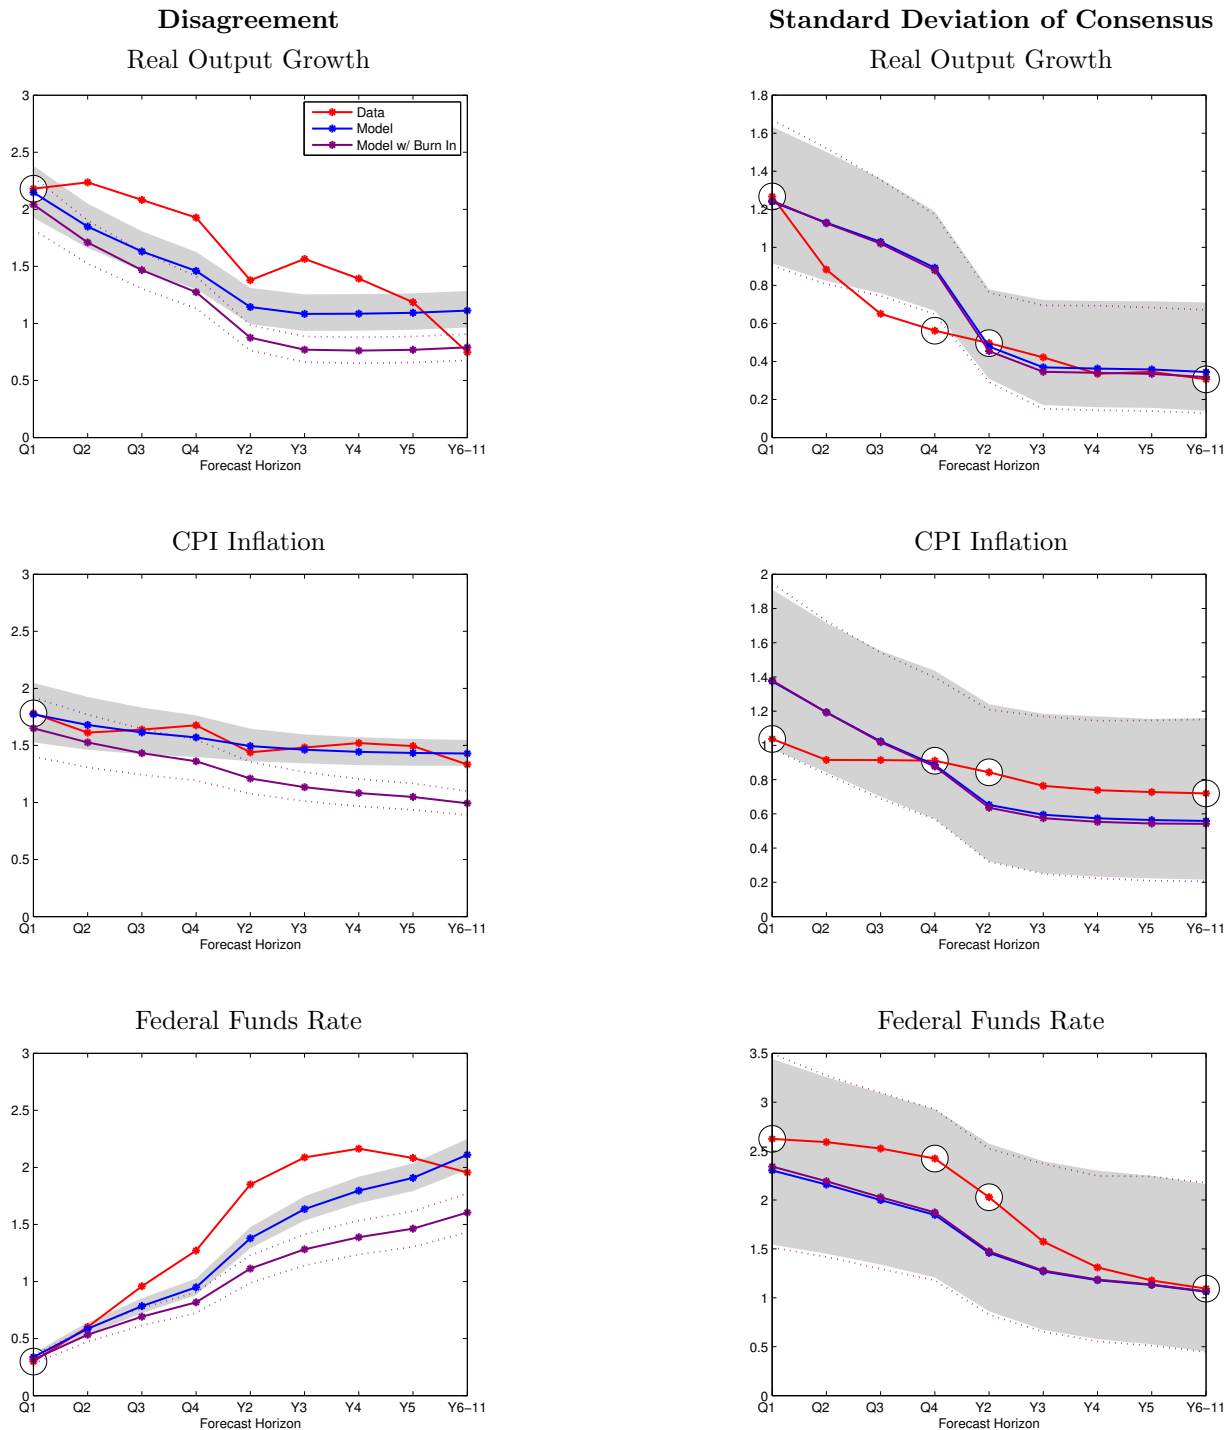 Disagreement
Standard Deviation of Consensus
Real Output Growth
Real Output Growth
3
2.5
2
1.5
1
0.5
0
Data
Model
Model w/ Burn In
Q1 Q2 Q3 Q4 Y2 Y3 Y4 Y5 Y6−11
Forecast Horizon
1.8
1.6
1.4
1.2
1
0.8
0.6
0.4
0.2
0
Q1 Q2 Q3 Q4 Y2 Y3 Y4 Y5 Y6−11
Forecast Horizon
CPI Inflation
CPI Inflation
3
2.5
2
1.5
1
0.5
0
Q1 Q2 Q3 Q4 Y2 Y3 Y4 Y5 Y6−11
Forecast Horizon
2
1.8
1.6
1.4
1.2
1
0.8
0.6
0.4
0.2
0
Q1 Q2 Q3 Q4 Y2 Y3 Y4 Y5 Y6−11
Forecast Horizon
Federal Funds Rate
Federal Funds Rate
3
2.5
2
1.5
1
0.5
0
Q1 Q2 Q3 Q4 Y2 Y3 Y4 Y5 Y6−11
Forecast Horizon
3.5
3
2.5
2
1.5
1
0.5
0
Q1 Q2 Q3 Q4 Y2 Y3 Y4 Y5 Y6−11
Forecast Horizon